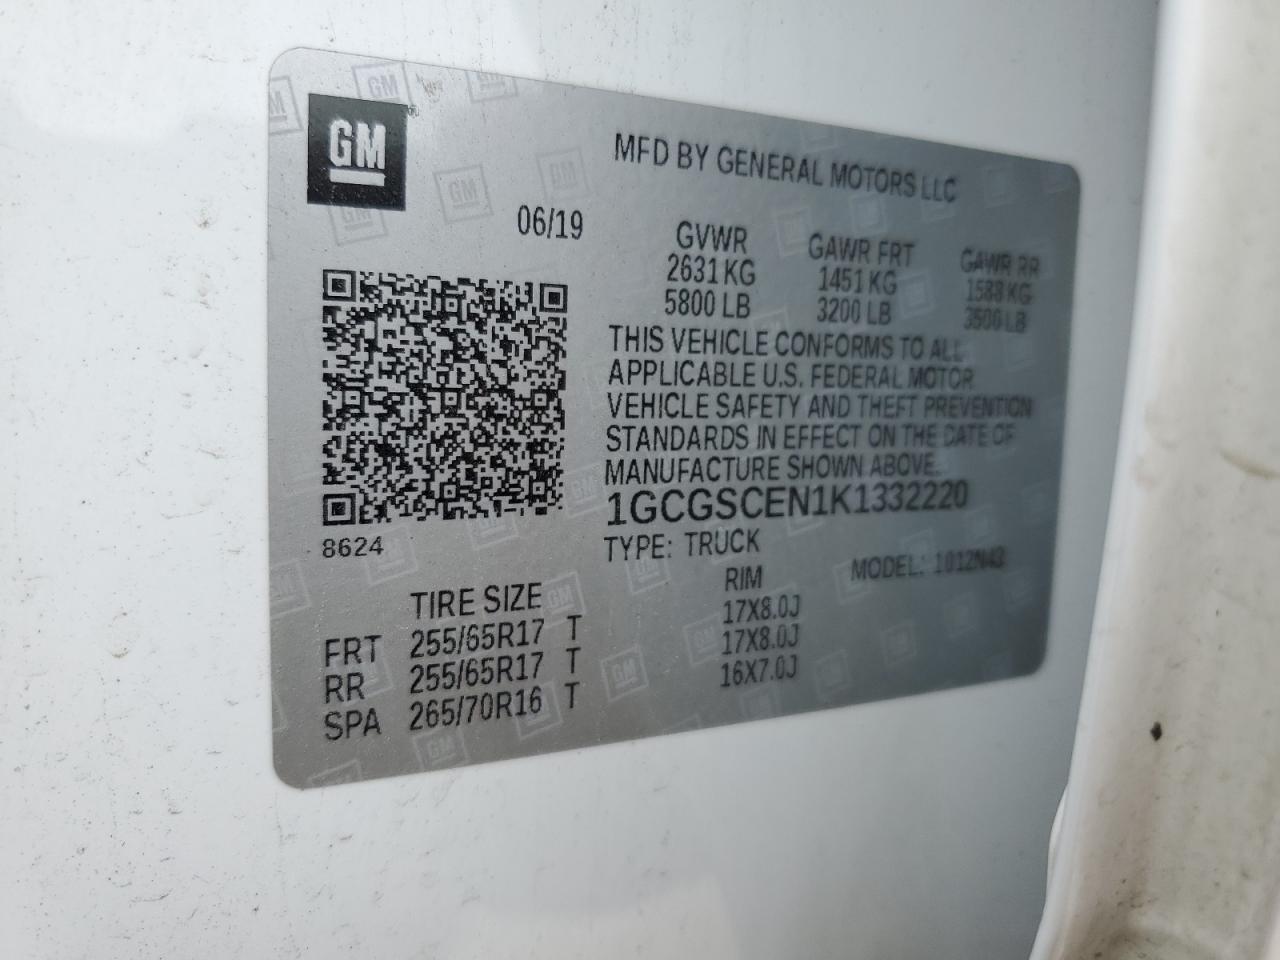 GM
MFD BY GENERAL MOTORS LLC
06/19
GVWR GAWR FRT GAWR RR
2631 KG 1451 KG 1588 KG
5800 LB 3200 LB 3500 LB
THIS VEHICLE CONFORMS TO ALL
APPLICABLE U.S. FEDERAL MOTOR
VEHICLE SAFETY AND THEFT PREVENTION
STANDARDS IN EFFECT ON THE DATE OF
MANUFACTURE SHOWN ABOVE.
1GCGSCEN1K1332220
8624
TYPE: TRUCK MODEL: 1012N43
TIRE SIZE RIM
FRT 255/65R17 T 17X8.0J
RR 255/65R17 T 17X8.0J
SPA 265/70R16 T 16X7.0J